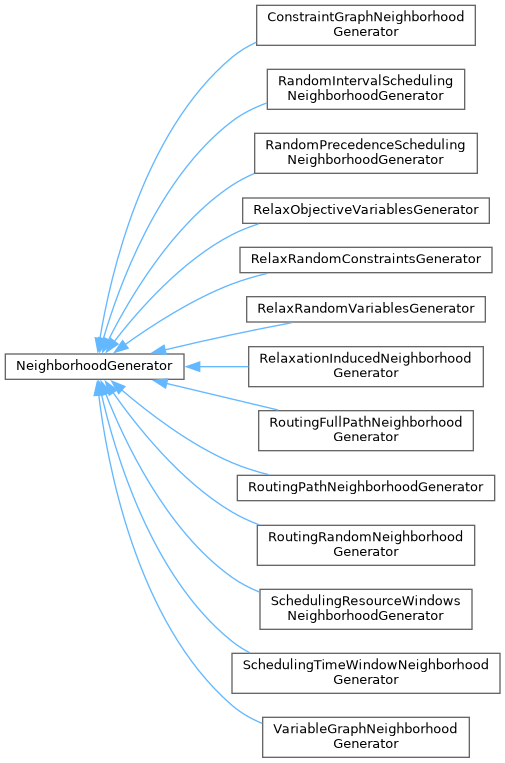 ConstraintGraphNeighborhood
Generator
RandomIntervalScheduling
NeighborhoodGenerator
RandomPrecedenceScheduling
NeighborhoodGenerator
RelaxObjectiveVariablesGenerator
RelaxRandomConstraintsGenerator
RelaxRandomVariablesGenerator
NeighborhoodGenerator
RelaxationInducedNeighborhood
Generator
RoutingFullPathNeighborhood
Generator
RoutingPathNeighborhoodGenerator
RoutingRandomNeighborhood
Generator
SchedulingResourceWindows
NeighborhoodGenerator
SchedulingTimeWindowNeighborhood
Generator
VariableGraphNeighborhood
Generator